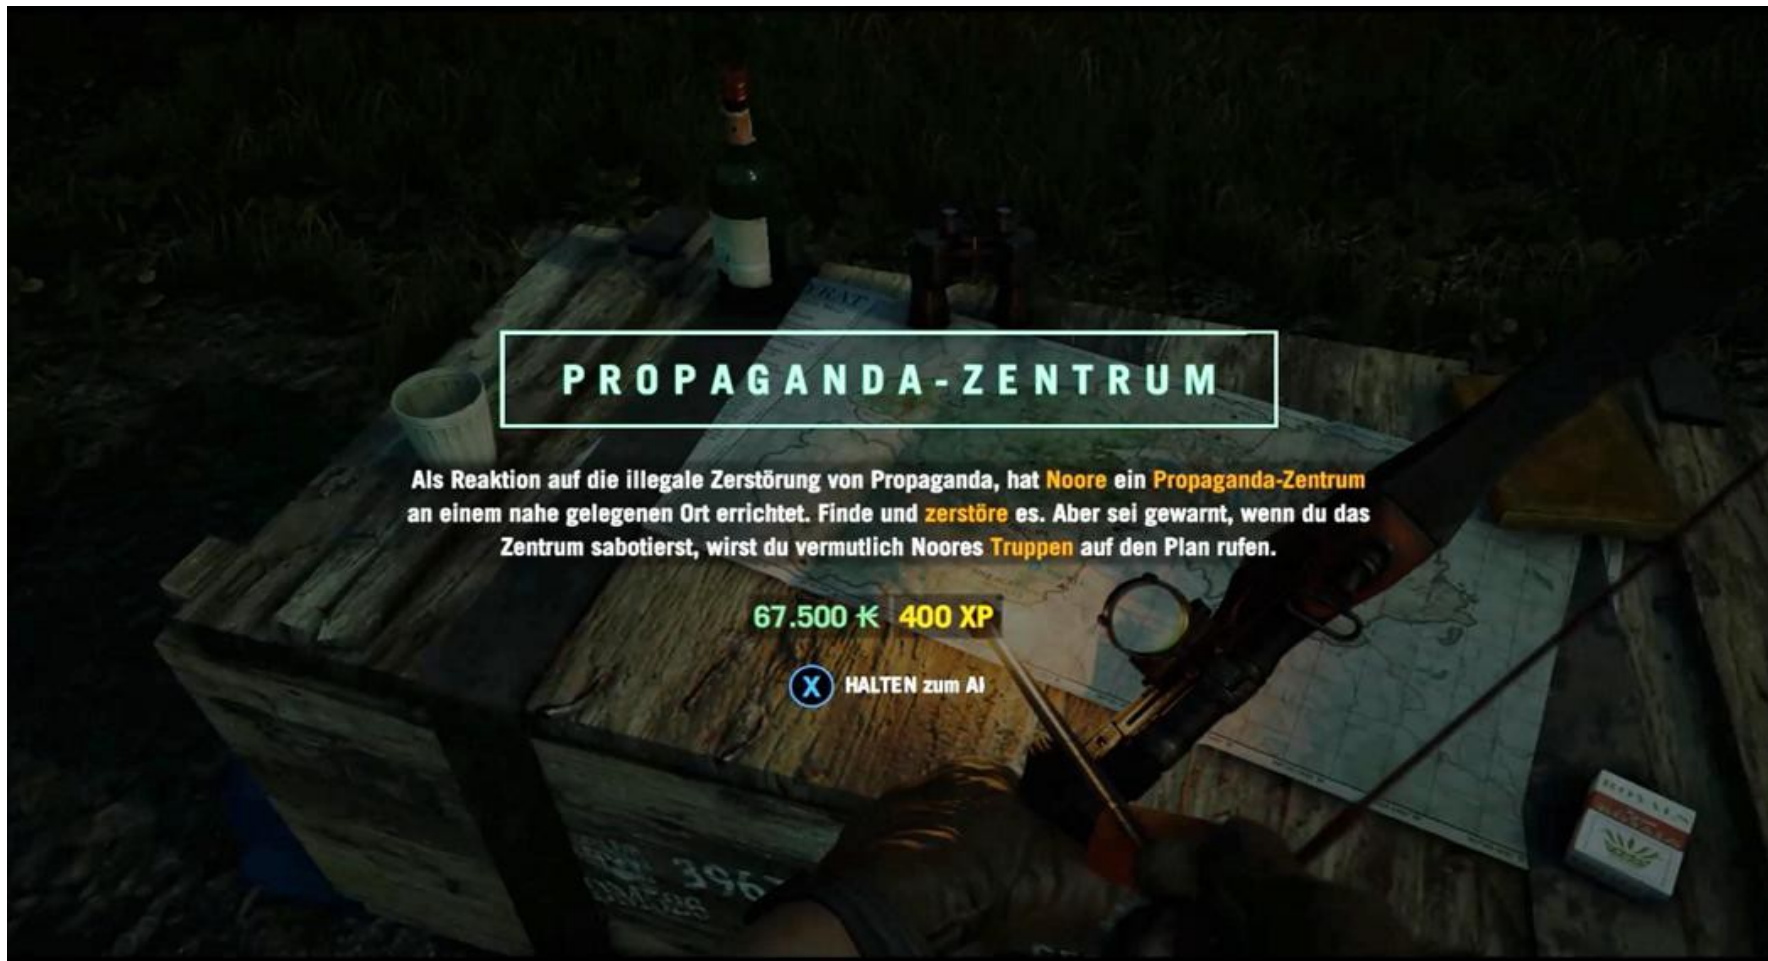 PROPAGANDA-ZENTRUM
Als Reaktion auf die illegale Zerstörung von Propaganda, hat Noore ein Propaganda-Zentrum
an einem nahe gelegenen Ort errichtet. Finde und zerstöre es. Aber sei gewarnt, wenn du das
Zentrum sabotierst, wirst du vermutlich Noores Truppen auf den Plan rufen.
67.500 K 400 XP
X HALTEN zum Al
396